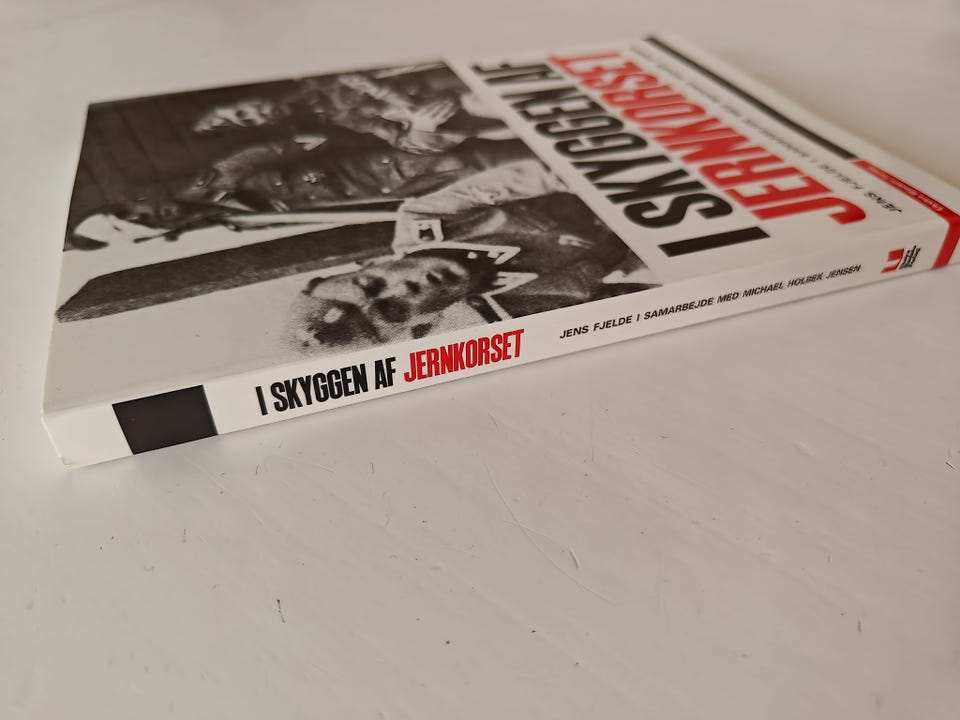 I SKYGGEN AF
JERNKORSET
I SKYGGEN AF JERNKORSET
JENS FJELDE I SAMARBEJDE MED MICHAEL HOLBEK JENSEN